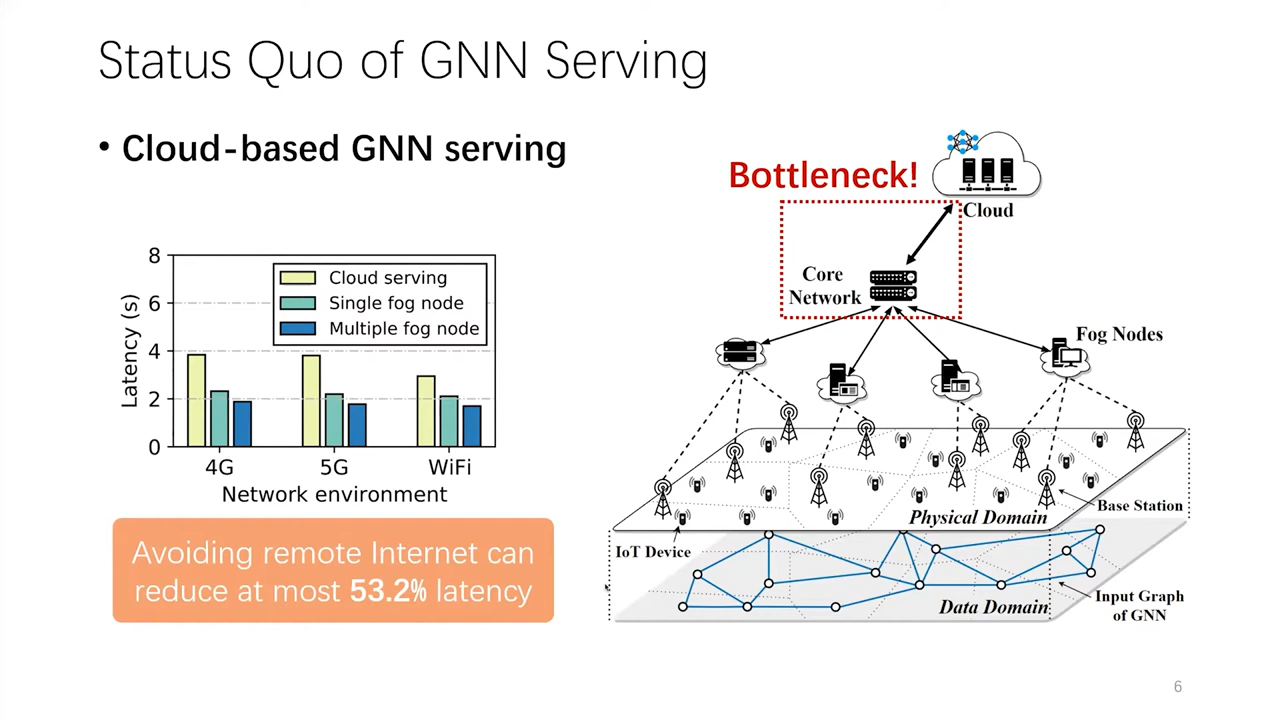 Status Quo of GNN Serving
• Cloud-based GNN serving
Bottleneck!
Cloud
Core
Network
Fog Nodes
8
6
4
2
0
Latency (s)
Cloud serving
Single fog node
Multiple fog node
4G
5G
WiFi
Network environment
Avoiding remote Internet can
reduce at most 53.2% latency
Base Station
Physical Domain
IoT Device
Data Domain
Input Graph
of GNN
6